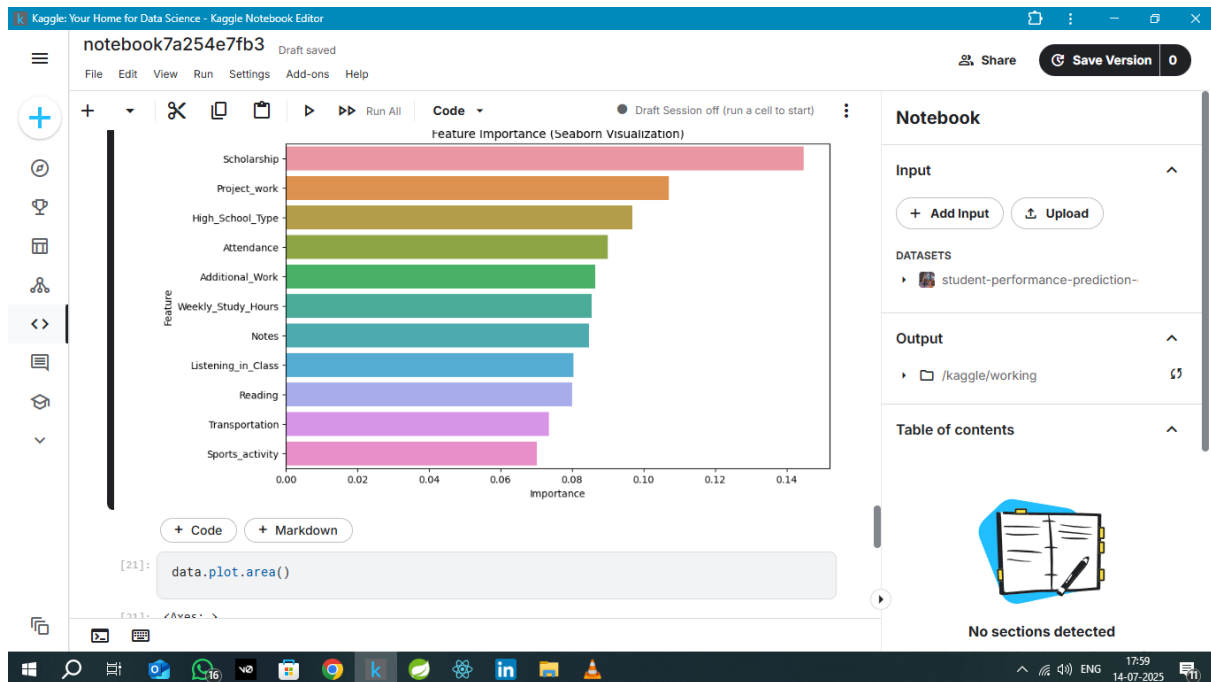 Kaggle: Your Home for Data Science - Kaggle Notebook Editor
notebook7a254e7fb3 Draft saved
File Edit View Run Settings Add-ons Help
Share
Save Version 0
Run All Code
Draft Session off (run a cell to start)
Feature Importance (Seaborn Visualization)
Scholarship
Project_work
High_School_Type
Attendance
Additional_Work
Weekly_Study_Hours
Notes
Listening_in_Class
Reading
Transportation
Sports_activity
Feature
0.00 0.02 0.04 0.06 0.08 0.10 0.12 0.14
Importance
+ Code + Markdown
[21]: data.plot.area()
[21]: <Axes: >
Notebook
Input
+ Add Input Upload
DATASETS
student-performance-prediction-
Output
/kaggle/working
Table of contents
No sections detected
16
ENG
17:59
14-07-2025
11